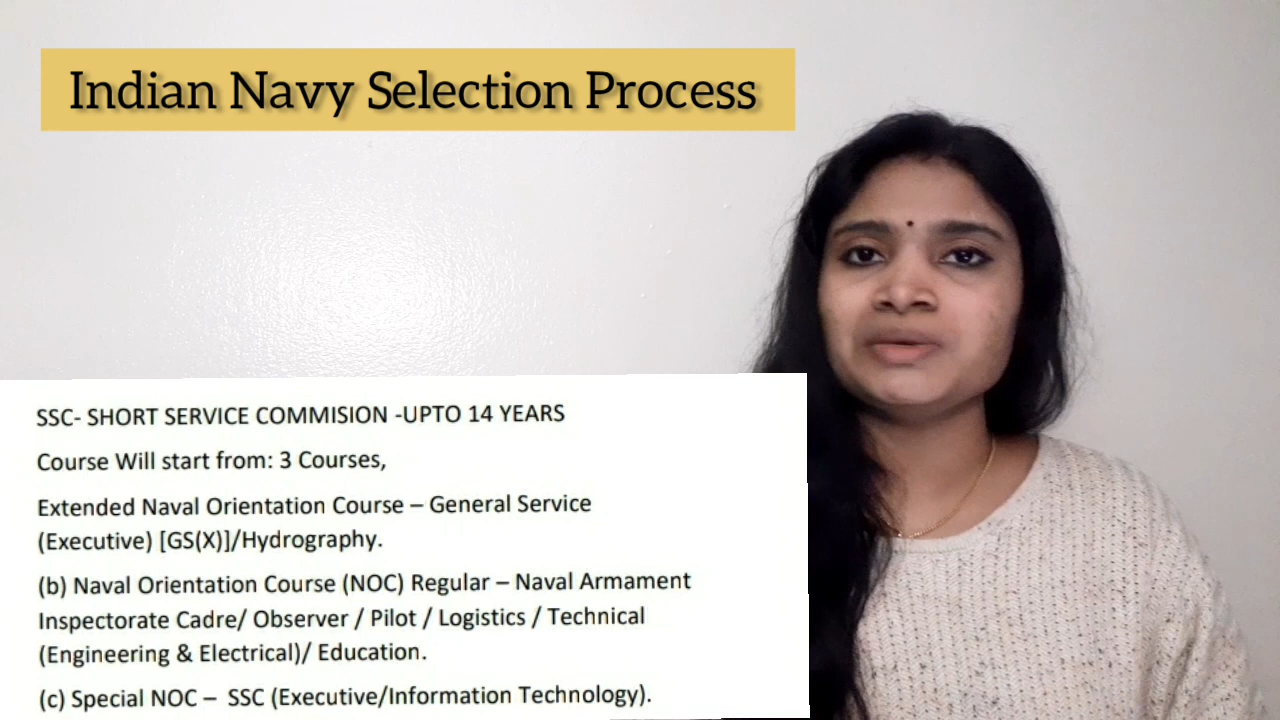 Indian Navy Selection Process
SSC- SHORT SERVICE COMMISION -UPTO 14 YEARS
Course Will start from: 3 Courses,
Extended Naval Orientation Course – General Service
(Executive) [GS(X)]/Hydrography.
(b) Naval Orientation Course (NOC) Regular – Naval Armament
Inspectorate Cadre/ Observer / Pilot / Logistics / Technical
(Engineering & Electrical)/ Education.
(c) Special NOC – SSC (Executive/Information Technology).